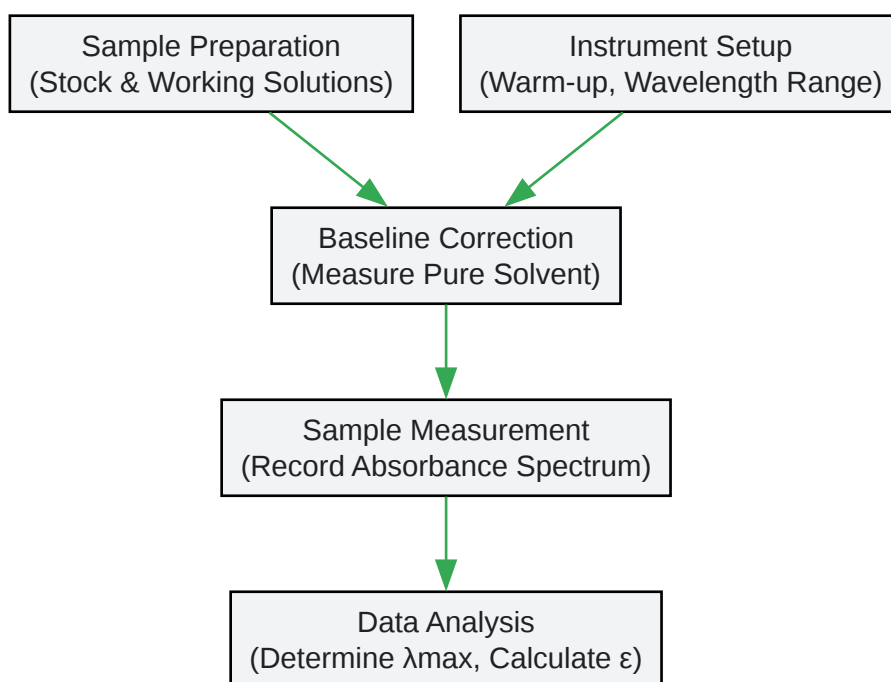 Sample Preparation
(Stock & Working Solutions)
Instrument Setup
(Warm-up, Wavelength Range)
Baseline Correction
(Measure Pure Solvent)
Sample Measurement
(Record Absorbance Spectrum)
Data Analysis
(Determine λmax, Calculate ε)